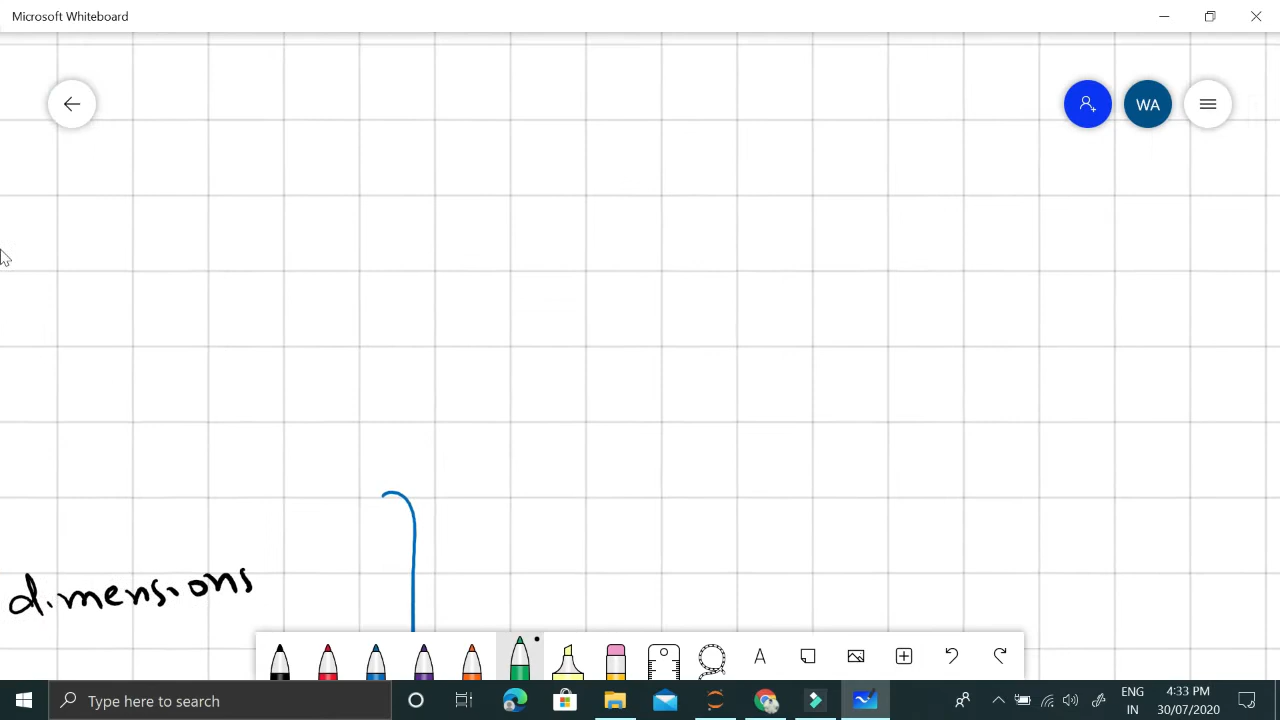 Microsoft Whiteboard
WA
dimensions
A
Type here to search
ENG
IN
4:33 PM
30/07/2020